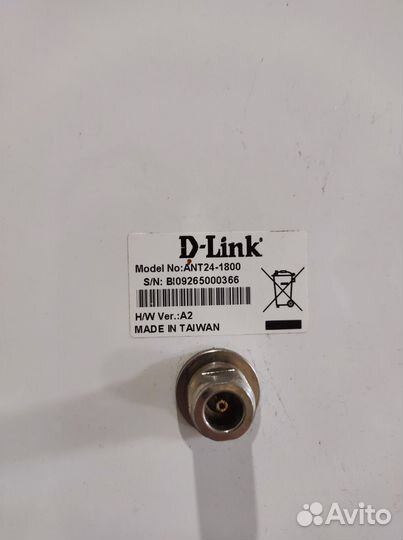 D-Link
Model No:ANT24-1800
S/N: BI09265000366
H/W Ver.:A2
MADE IN TAIWAN
Avito